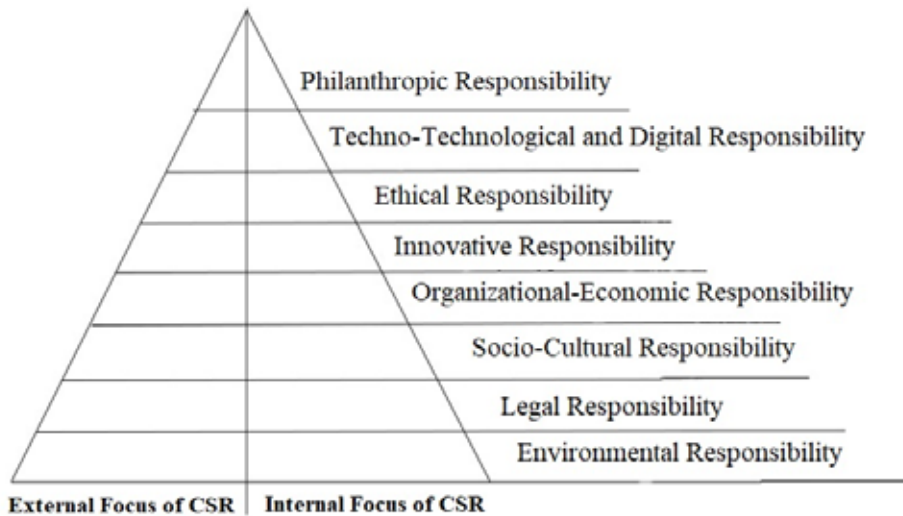 Philanthropic Responsibility
Techno-Technological and Digital Responsibility
Ethical Responsibility
Innovative Responsibility
Organizational-Economic Responsibility
Socio-Cultural Responsibility
Legal Responsibility
Environmental Responsibility
External Focus of CSR
Internal Focus of CSR